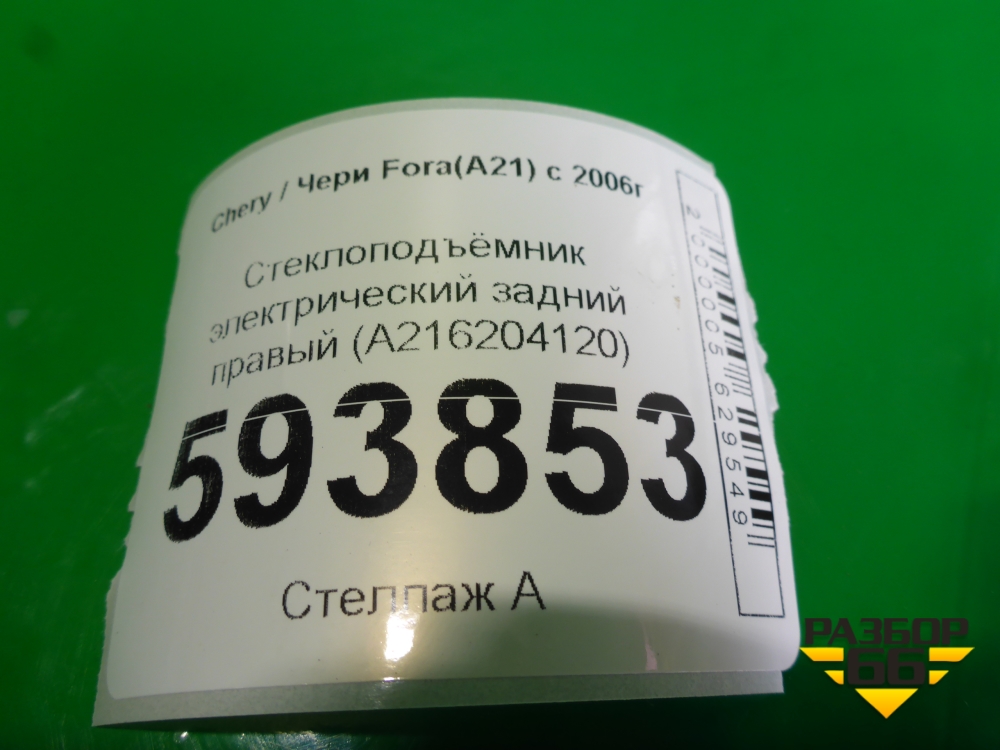 Chery / Чери Fora(A21) с 2006г
Стеклоподъёмник
электрический задний
правый (A216204120)
593853
Стеллаж А
2000005629549
РАЗБОР
66